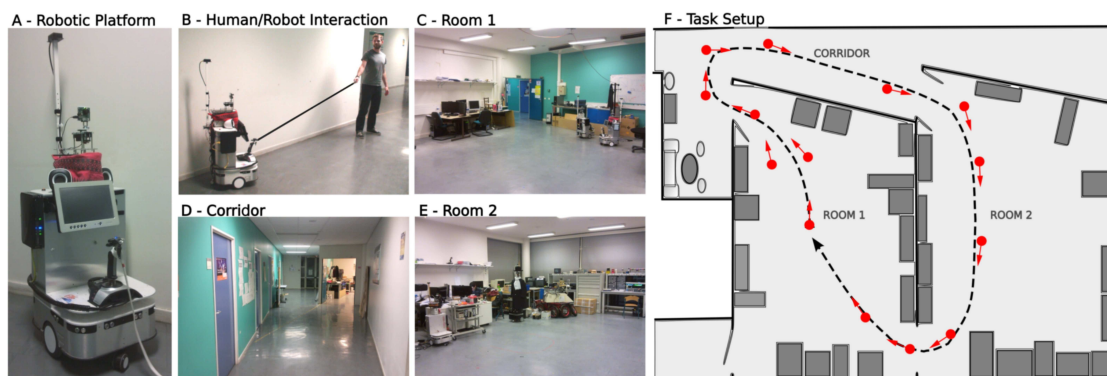 A - Robotic Platform
B - Human/Robot Interaction
C - Room 1
D - Corridor
E - Room 2
F - Task Setup
CORRIDOR
ROOM 1
ROOM 2